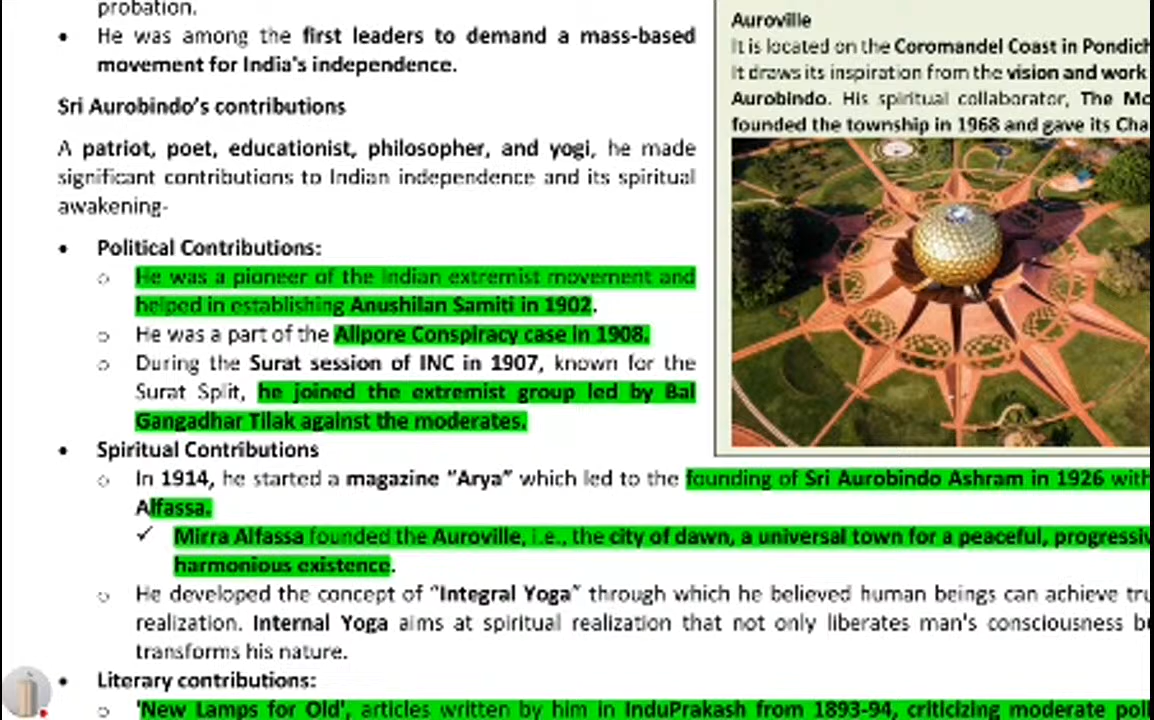 probation.
• He was among the first leaders to demand a mass-based
movement for India's independence.
Sri Aurobindo's contributions
A patriot, poet, educationist, philosopher, and yogi, he made
significant contributions to Indian independence and its spiritual
awakening-
• Political Contributions:
o He was a pioneer of the Indian extremist movement and
helped in establishing Anushilan Samiti in 1902.
o He was a part of the Alipore Conspiracy case in 1908.
o During the Surat session of INC in 1907, known for the
Surat Split, he joined the extremist group led by Bal
Gangadhar Tilak against the moderates.
• Spiritual Contributions
o In 1914, he started a magazine "Arya" which led to the founding of Sri Aurobindo Ashram in 1926 with
Alfassa.
✓ Mirra Alfassa founded the Auroville, i.e., the city of dawn, a universal town for a peaceful,
harmonious existence.
o He developed the concept of "Integral Yoga" through which he believed human beings can achieve
realization. Internal Yoga aims at spiritual realization that not only liberates man's consciousness
transforms his nature.
• Literary contributions:
o 'New Lamps for Old', articles written by him in InduPrakash from 1893-94, criticizing moderate
Auroville
It is located on the Coromandel Coast in
It draws its inspiration from the vision and work
Aurobindo. His spiritual collaborator, The
founded the township in 1968 and gave its